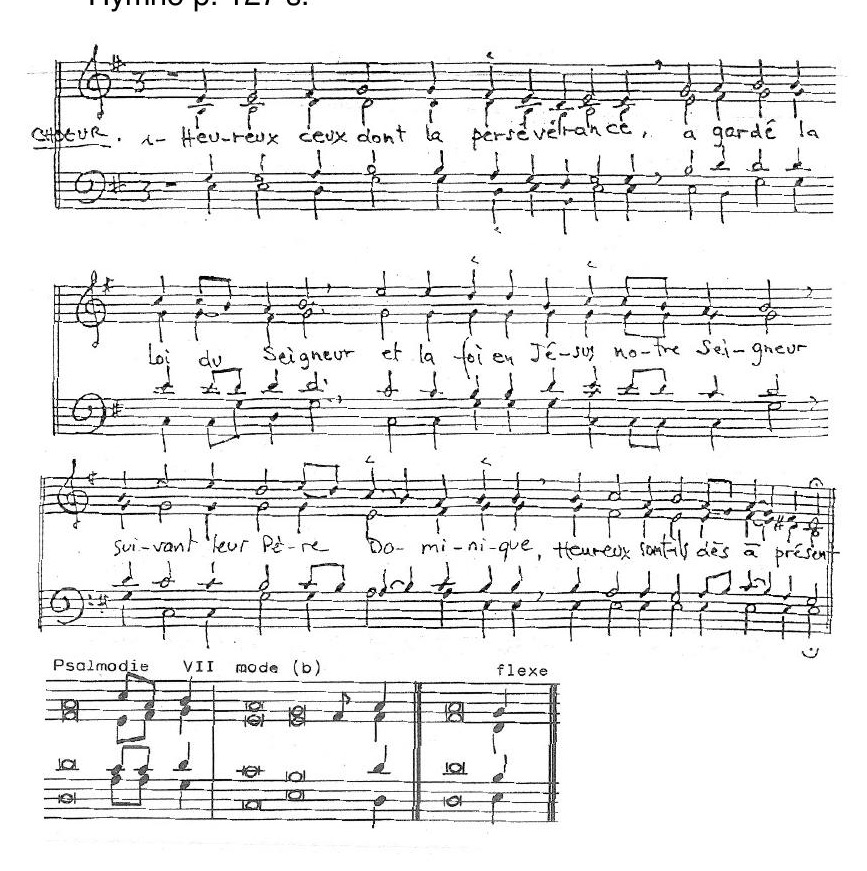 Hymne p. 127 s.
CHOEUR. 1- Heu-reux ceux dont la persévérance, a gardé la
loi du Seigneur et la foi en Jé-sus no-tre Sei-gneur
sui-vant leur Pè-re Do-mi-ni-que, Heureux sont-ils dès à présent
Psalmodie VII mode (b) flexe